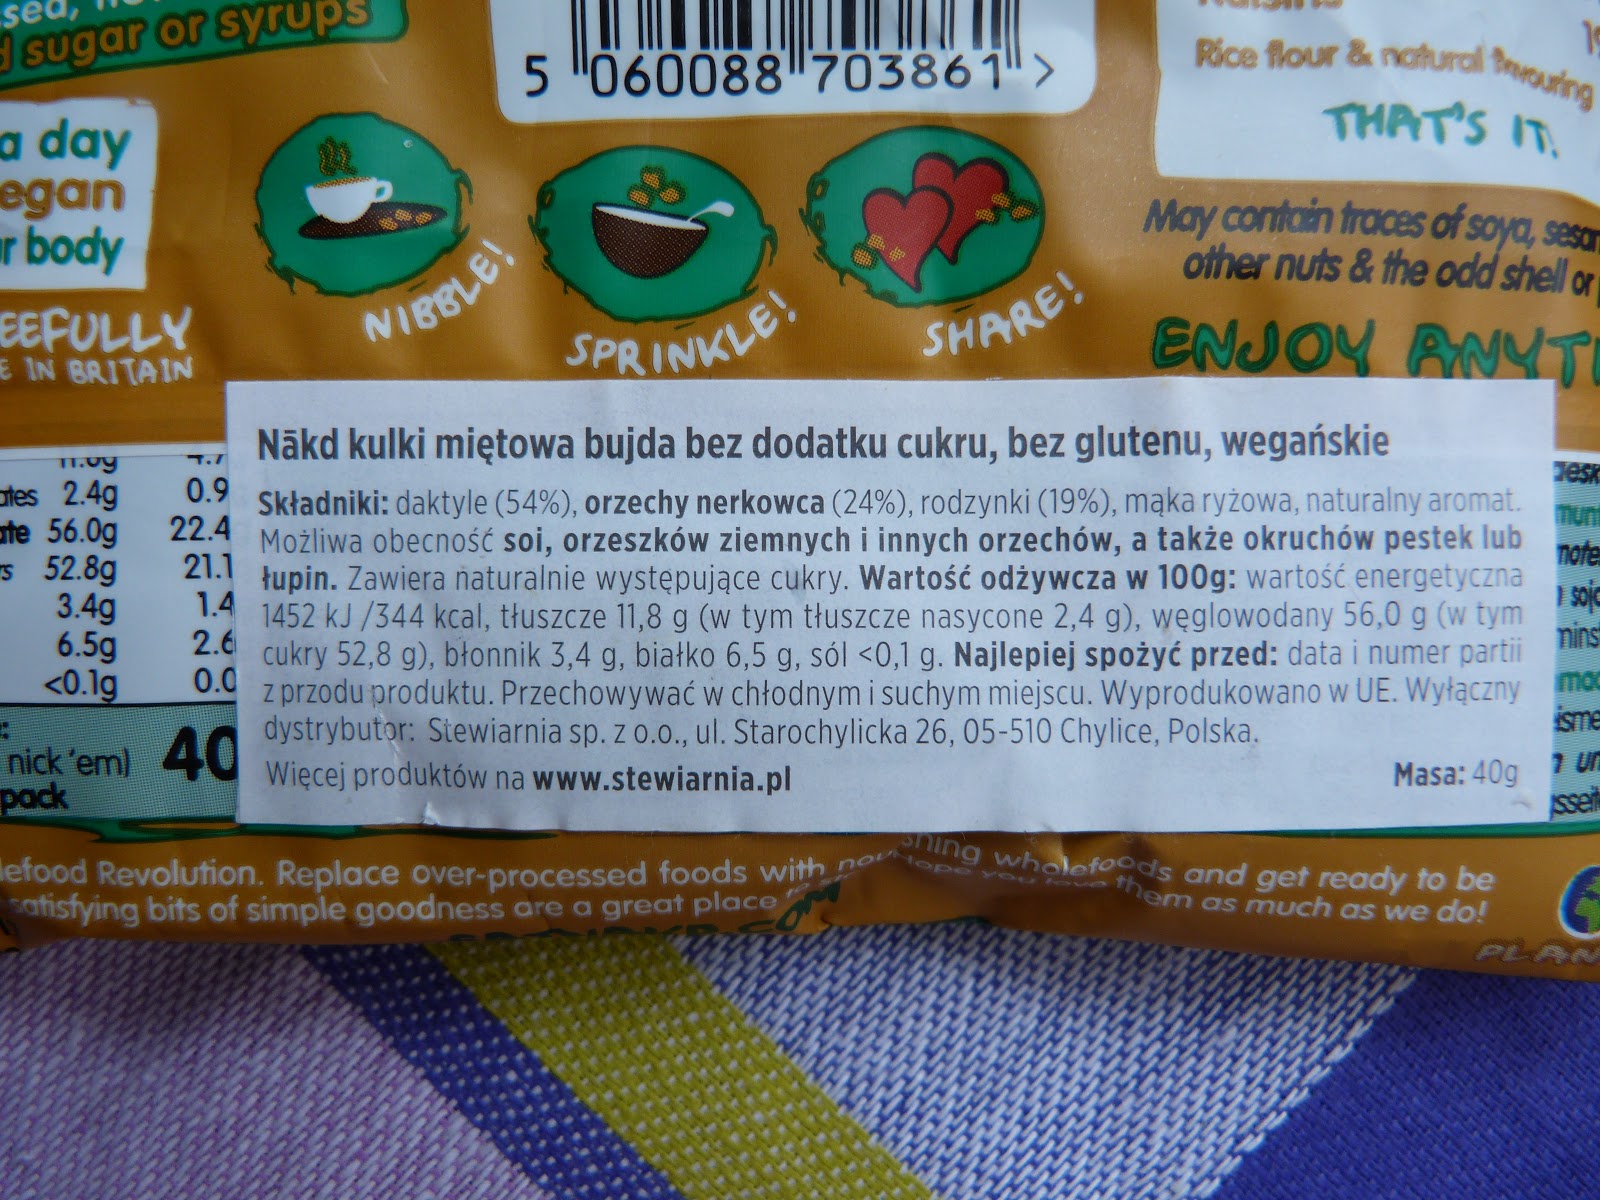 sugar or syrups
5 060088 703861 >
Rice flour & natural flavouring
THAT'S IT!
a day
egan
r body
NIBBLE!
SPRINKLE!
SHARE!
May contain traces of soya,
other nuts & the odd shell or
ENJOY
EEFULLY
IN BRITAIN
Nākd kulki miętowa bujda bez dodatku cukru, bez glutenu, wegańskie
Składniki: daktyle (54%), orzechy nerkowca (24%), rodzynki (19%), mąka ryżowa, naturalny aromat.
Możliwa obecność soi, orzeszków ziemnych i innych orzechów, a także okruchów pestek lub
łupin. Zawiera naturalnie występujące cukry. Wartość odżywcza w 100g: wartość energetyczna
1452 kJ /344 kcal, tłuszcze 11,8 g (w tym tłuszcze nasycone 2,4 g), węglowodany 56,0 g (w tym
cukry 52,8 g), błonnik 3,4 g, białko 6,5 g, sól <0,1 g. Najlepiej spożyć przed: data i numer partii
z przodu produktu. Przechowywać w chłodnym i suchym miejscu. Wyprodukowano w UE. Wyłączny
dystrybutor: Stewiarnia sp. z o.o., ul. Starochylicka 26, 05-510 Chylice, Polska.
Więcej produktów na www.stewiarnia.pl
Masa: 40g
2.4g 0.9
56.0g 22.4
52.8g 21.1
3.4g 1.4
6.5g 2.6
<0.1g 0.0
nick 'em) 40
pack
efood Revolution. Replace over-processed foods with nourishing wholefoods and get ready to be
satisfying bits of simple goodness are a great place to hope you love them as much as we do!